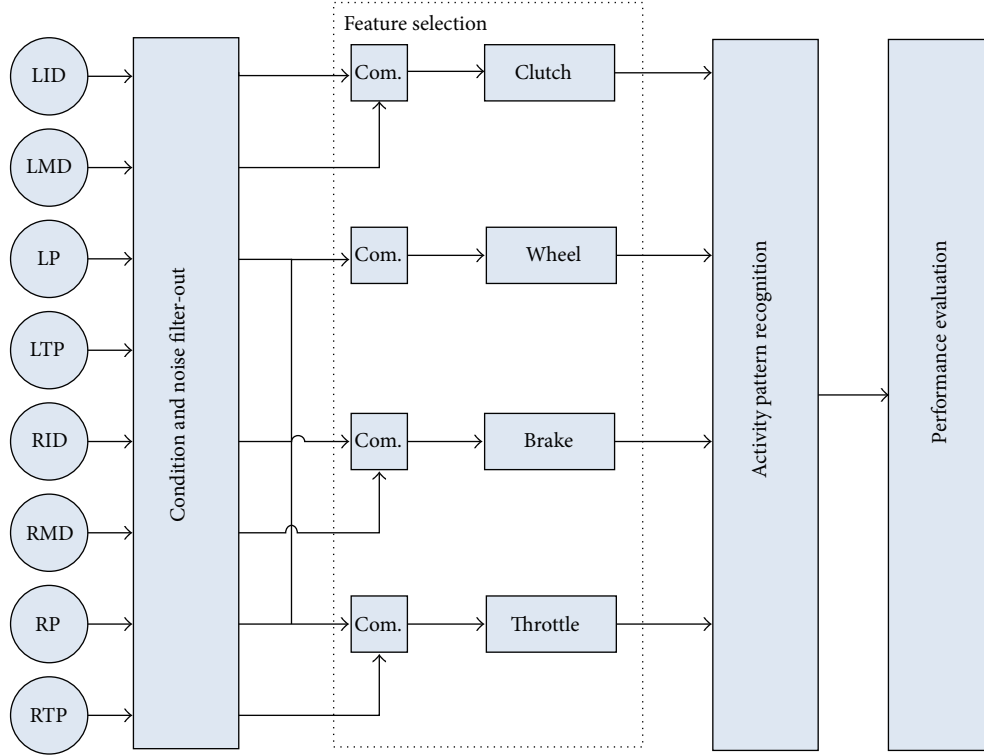 Feature selection
LID
Com.
Clutch
LMD
LP
Com.
Wheel
LTP
RID
Com.
Brake
RMD
RP
Com.
Throttle
RTP
Condition and noise filter-out
Activity pattern recognition
Performance evaluation